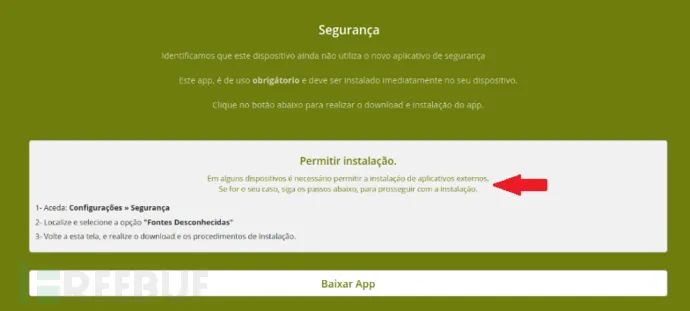 Segurança
Identificamos que este dispositivo ainda não utiliza o novo aplicativo de segurança
Este app, é de uso obrigátorio e deve ser instalado imediatamente no seu dispositivo.
Clique no botão abaixo para realizar o download e instalação do app.
Permitir instalação.
Em alguns dispositivos é necessário permitir a instalação de aplicativos externos.
Se for o seu caso, siga os passos abaixo, para prosseguir com a instalação.
1- Aceda: Configurações » Segurança
2- Localize e selecione a opção "Fontes Desconhecidas"
3- Volte a esta tela, e realize o download e os procedimentos de instalação.
Baixar App
FREEBUF